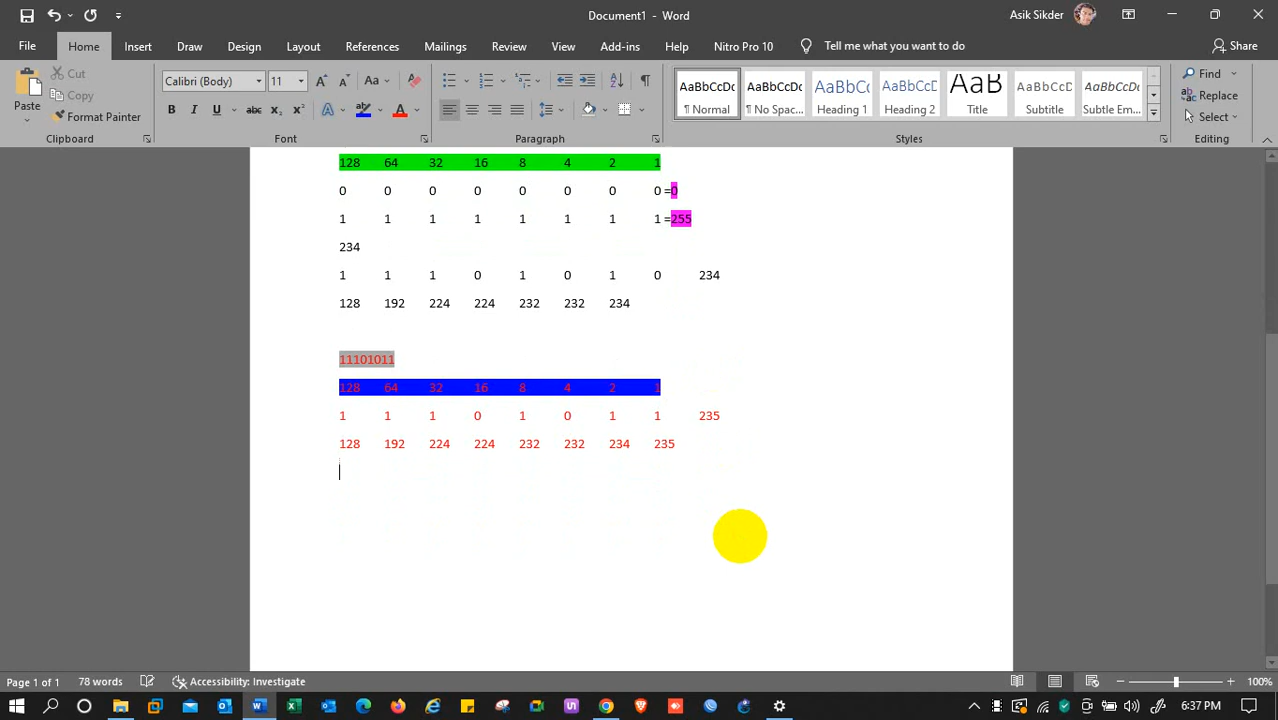 Document1 - Word
Asik Sikder
File Home Insert Draw Design Layout References Mailings Review View Add-ins Help Nitro Pro 10 Tell me what you want to do Share
Paste
Cut
Copy
Format Painter
Clipboard
Calibri (Body) 11
Font
Paragraph
AaBbCcDc AaBbCcDc AaBbCc AaBbCcD AaB AaBbCcD AaBbCcDc
¶ Normal ¶ No Spac... Heading 1 Heading 2 Title Subtitle Subtle Em...
Styles
Find
Replace
Select
Editing
128 64 32 16 8 4 2 1
0 0 0 0 0 0 0 0 =0
1 1 1 1 1 1 1 1 =255
234
1 1 1 0 1 0 1 0 234
128 192 224 224 232 232 234
11101011
128 64 32 16 8 4 2 1
1 1 1 0 1 0 1 1 235
128 192 224 224 232 232 234 235
Page 1 of 1 78 words Accessibility: Investigate 100%
6:37 PM